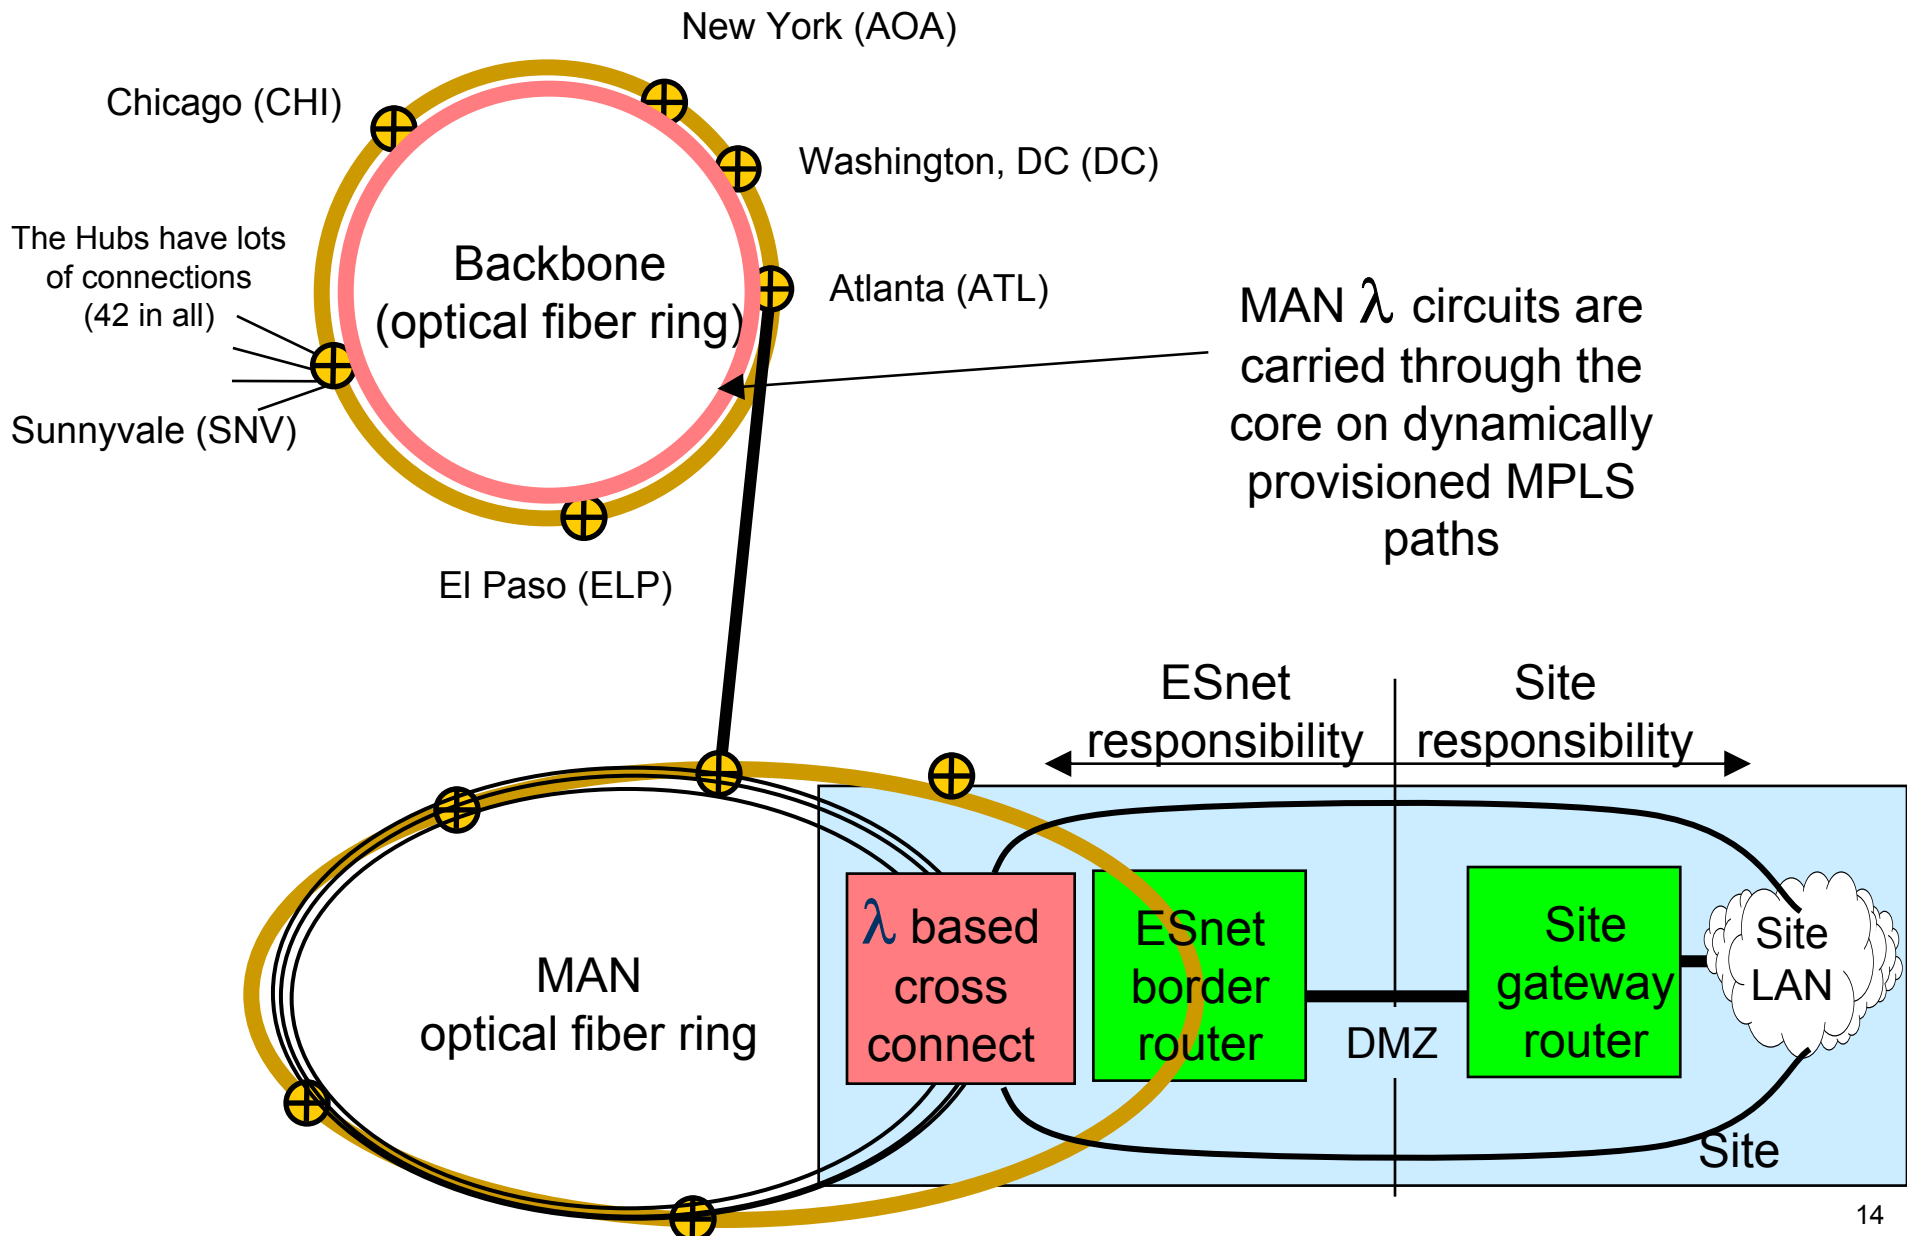 New York (AOA)
Chicago (CHI)
Washington, DC (DC)
The Hubs have lots
of connections
(42 in all)
Backbone
(optical fiber ring)
Atlanta (ATL)
Sunnyvale (SNV)
El Paso (ELP)
MAN λ circuits are
carried through the
core on dynamically
provisioned MPLS
paths
ESnet
responsibility
Site
responsibility
MAN
optical fiber ring
λ based
cross
connect
ESnet
border
router
DMZ
Site
gateway
router
Site
LAN
Site
14